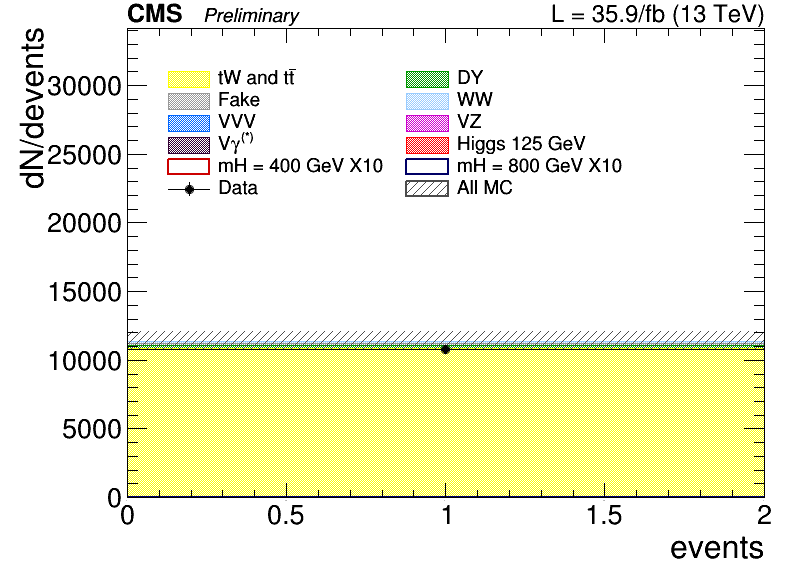 CMS Preliminary L = 35.9/fb (13 TeV)
dN/devents
30000
25000
20000
15000
10000
5000
0
tW and tt̄ DY
Fake WW
VVV VZ
Vγ(*) Higgs 125 GeV
mH = 400 GeV X10 mH = 800 GeV X10
Data All MC
0 0.5 1 1.5 2
events